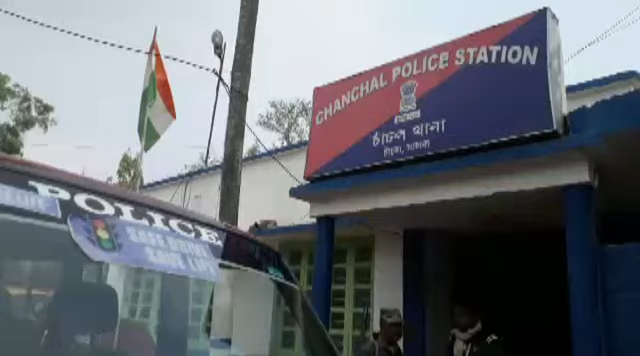 CHANCHAL POLICE STATION
চাঁচল থানা
POLICE
SAFE DRIVE
SAVE LIFE